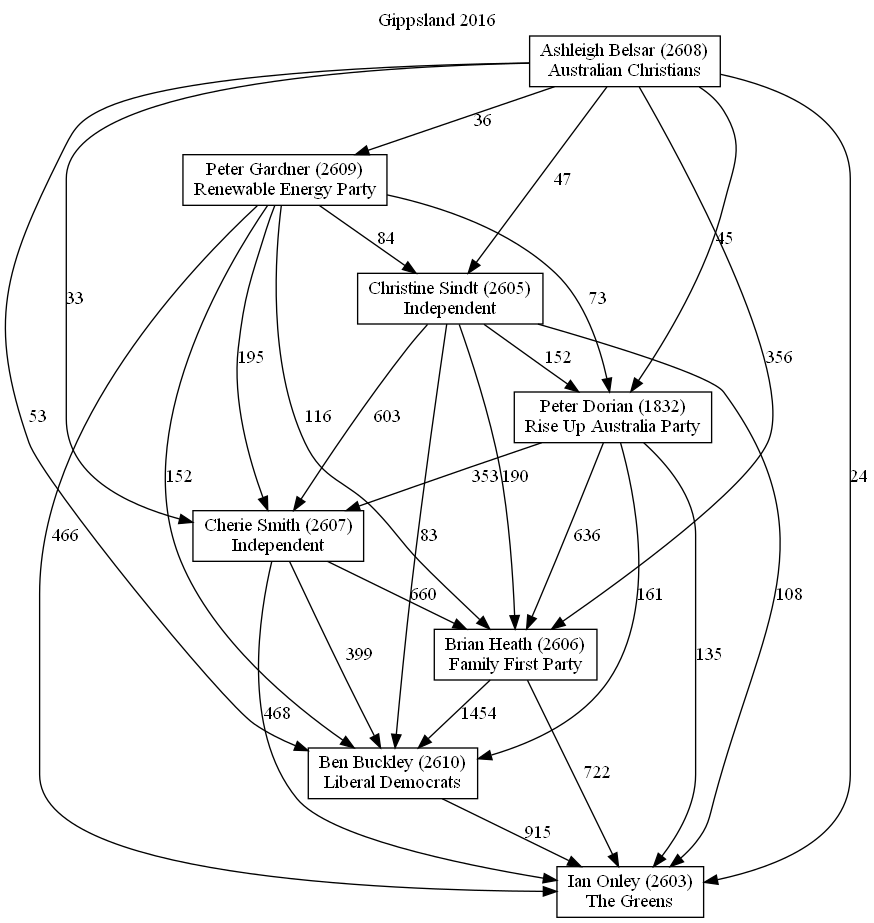 Gippsland 2016
Ashleigh Belsar (2608)
Australian Christians
36
Peter Gardner (2609)
Renewable Energy Party
47
45
84
Christine Sindt (2605)
Independent
33
73
195
152
356
Peter Dorian (1832)
Rise Up Australia Party
53
116
603
466
152
353
190
24
Cherie Smith (2607)
Independent
83
636
660
161
108
Brian Heath (2606)
Family First Party
399
135
468
1454
Ben Buckley (2610)
Liberal Democrats
722
915
Ian Onley (2603)
The Greens